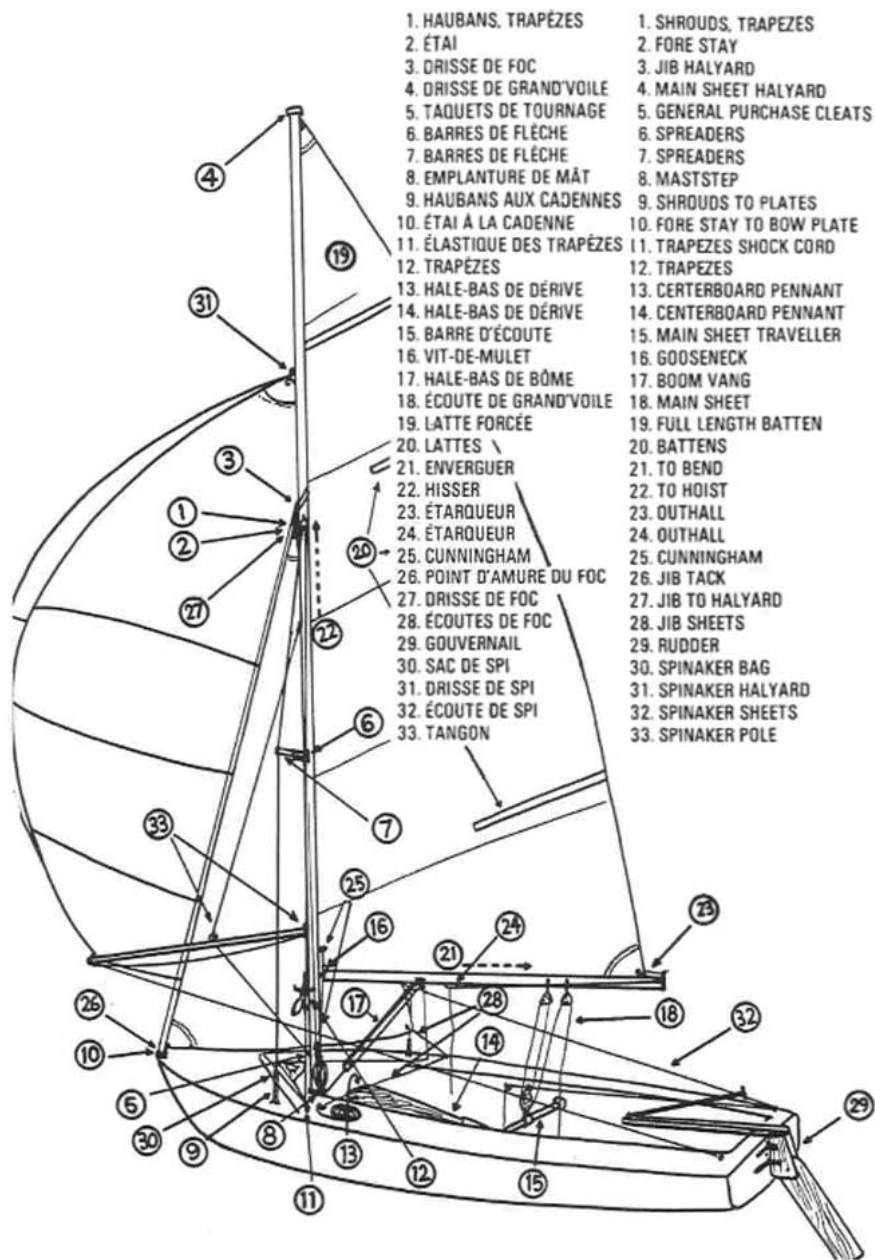 1. HAUBANS, TRAPÈZES
2. ÉTAI
3. DRISSE DE FOC
4. DRISSE DE GRAND'VOILE
5. TAQUETS DE TOURNAGE
6. BARRES DE FLÈCHE
7. BARRES DE FLÈCHE
8. EMPLANTURE DE MÂT
9. HAUBANS AUX CADENNES
10. ÉTAI À LA CADENNE
11. ÉLASTIQUE DES TRAPÈZES
12. TRAPÈZES
13. HALE-BAS DE DÉRIVE
14. HALE-BAS DE DÉRIVE
15. BARRE D'ÉCOUTE
16. VIT-DE-MULET
17. HALE-BAS DE BÔME
18. ÉCOUTE DE GRAND'VOILE
19. LATTE FORCÉE
20. LATTES
21. ENVERGUER
22. HISSER
23. ÉTARQUEUR
24. ÉTARQUEUR
25. CUNNINGHAM
26. POINT D'AMURE DU FOC
27. DRISSE DE FOC
28. ÉCOUTES DE FOC
29. GOUVERNAIL
30. SAC DE SPI
31. DRISSE DE SPI
32. ÉCOUTE DE SPI
33. TANGON
1. SHROUDS, TRAPEZES
2. FORE STAY
3. JIB HALYARD
4. MAIN SHEET HALYARD
5. GENERAL PURCHASE CLEATS
6. SPREADERS
7. SPREADERS
8. MASTSTEP
9. SHROUDS TO PLATES
10. FORE STAY TO BOW PLATE
11. TRAPEZES SHOCK CORD
12. TRAPEZES
13. CERTERBOARD PENNANT
14. CENTERBOARD PENNANT
15. MAIN SHEET TRAVELLER
16. GOOSENECK
17. BOOM VANG
18. MAIN SHEET
19. FULL LENGTH BATTEN
20. BATTENS
21. TO BEND
22. TO HOIST
23. OUTHALL
24. OUTHALL
25. CUNNINGHAM
26. JIB TACK
27. JIB TO HALYARD
28. JIB SHEETS
29. RUDDER
30. SPINAKER BAG
31. SPINAKER HALYARD
32. SPINAKER SHEETS
33. SPINAKER POLE
4
19
31
3
1
2
20
27
22
6
7
33
25
16
21
24
23
17
28
18
32
26
10
14
5
30
9
8
13
12
11
15
29